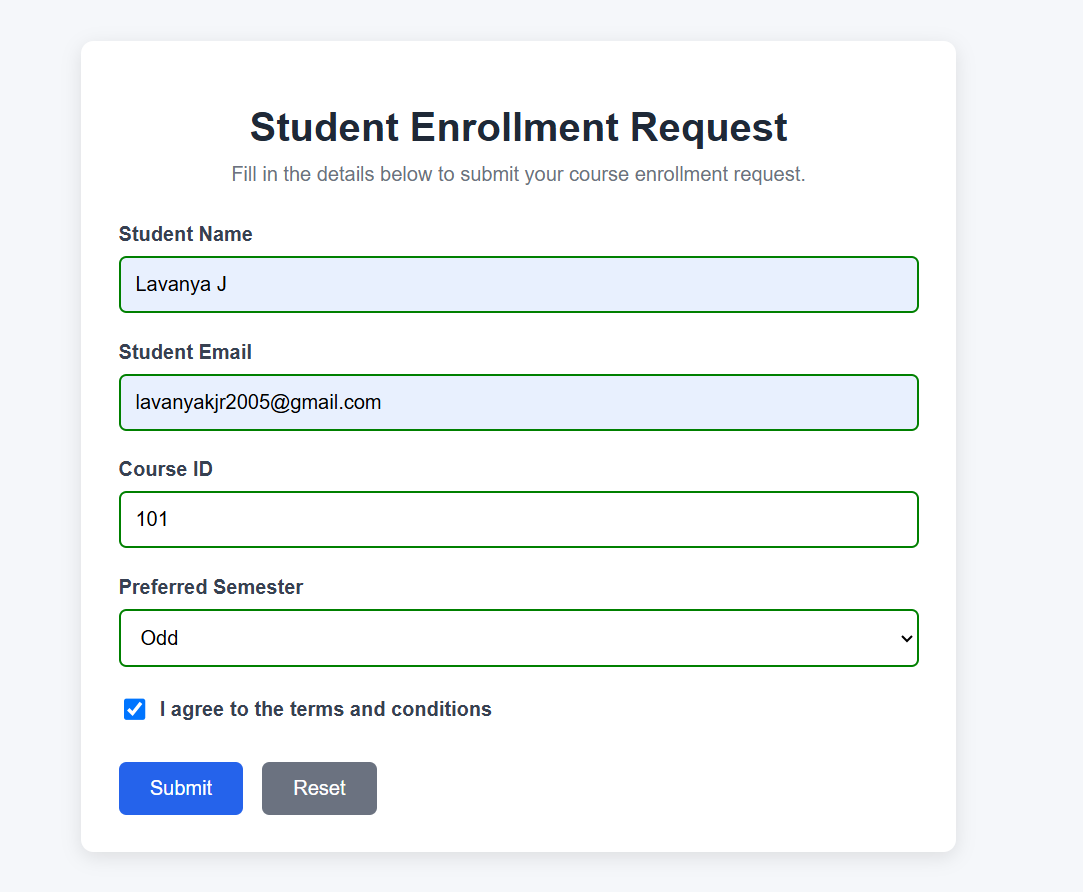 Student Enrollment Request
Fill in the details below to submit your course enrollment request.
Student Name
Lavanya J
Student Email
lavanyakjr2005@gmail.com
Course ID
101
Preferred Semester
Odd
I agree to the terms and conditions
Submit Reset